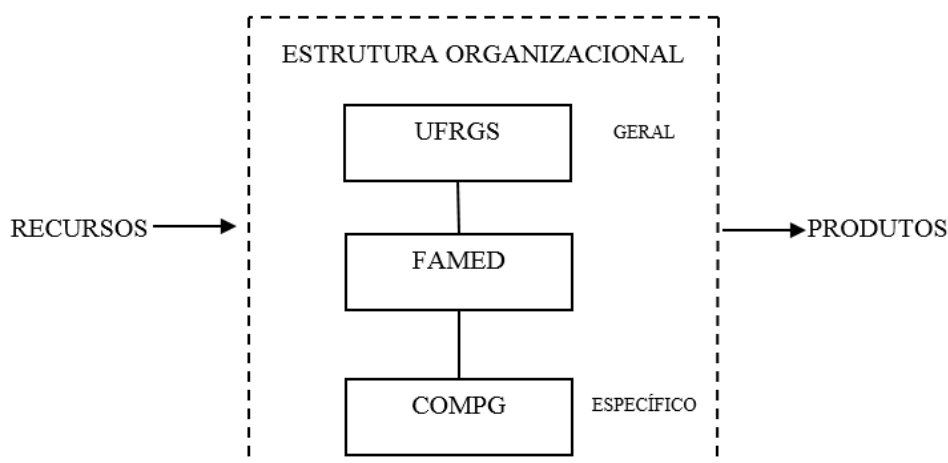 ESTRUTURA ORGANIZACIONAL
UFRGS
GERAL
RECURSOS
PRODUTOS
FAMED
COMPG
ESPECÍFICO